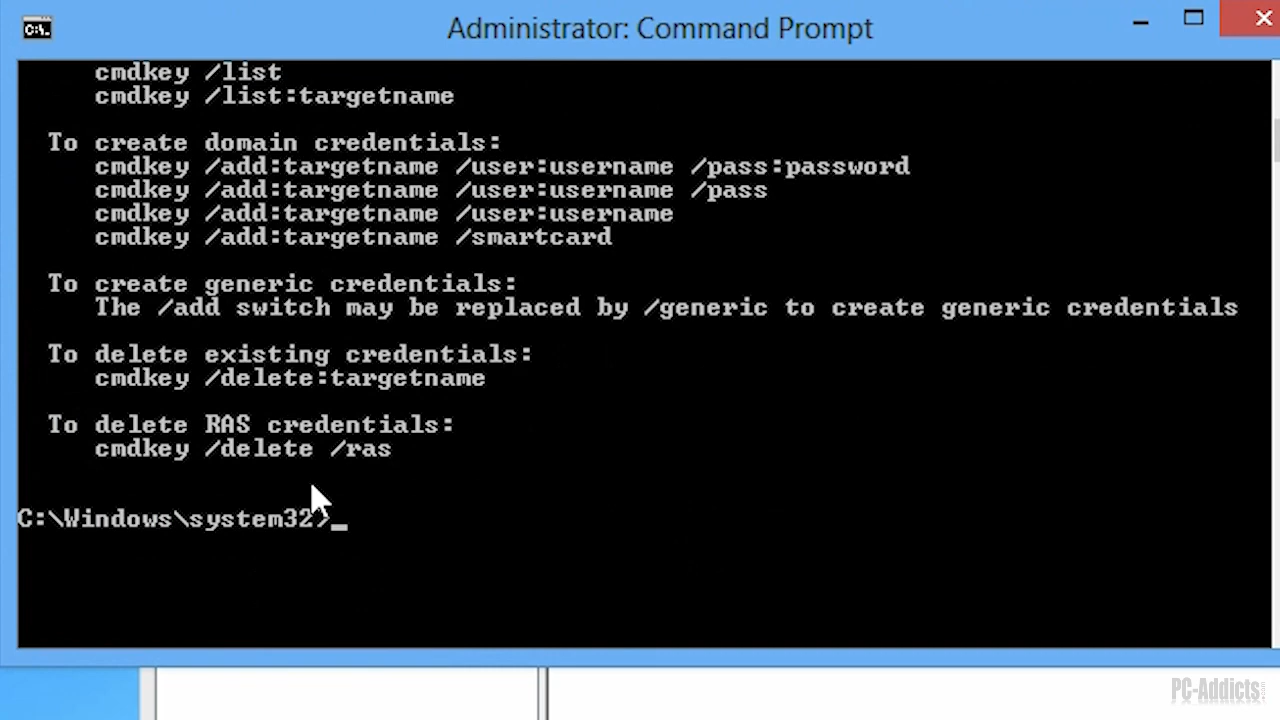 C:\.
Administrator: Command Prompt
cmdkey /list
cmdkey /list:targetname
To create domain credentials:
cmdkey /add:targetname /user:username /pass:password
cmdkey /add:targetname /user:username /pass
cmdkey /add:targetname /user:username
cmdkey /add:targetname /smartcard
To create generic credentials:
The /add switch may be replaced by /generic to create generic credentials
To delete existing credentials:
cmdkey /delete:targetname
To delete RAS credentials:
cmdkey /delete /ras
C:\Windows\system32>_
PC-Addicts.com